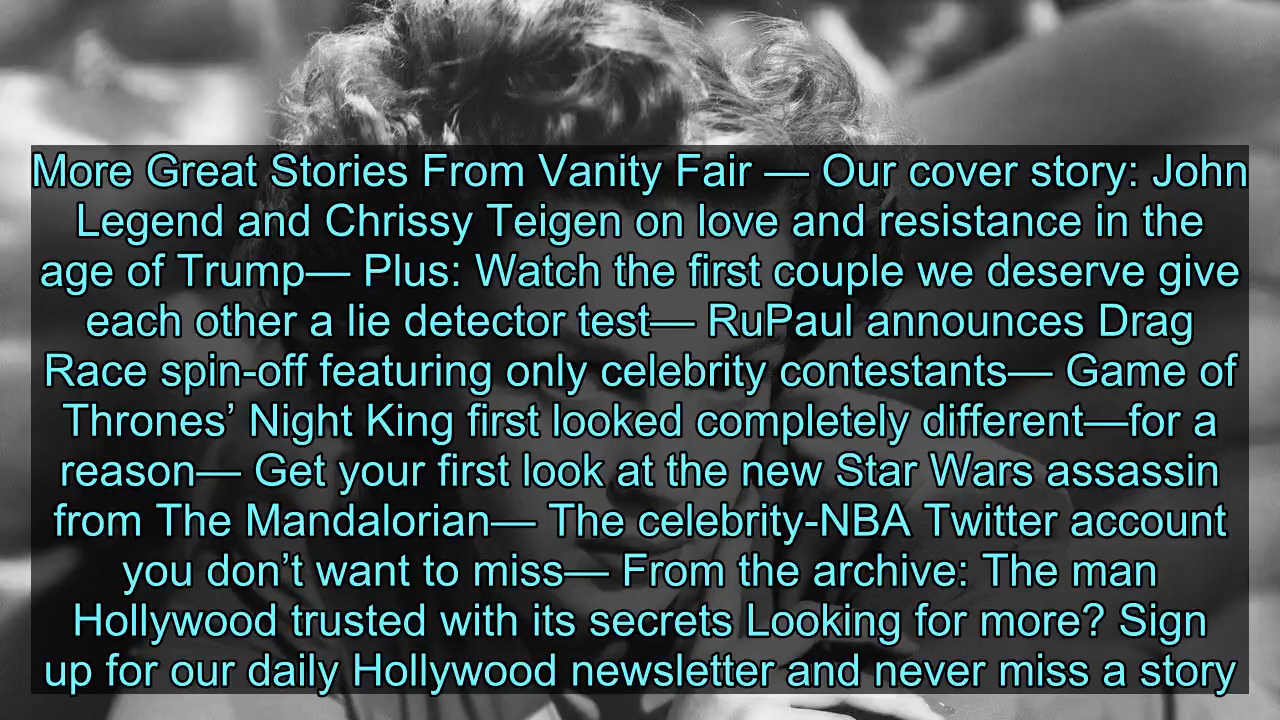 More Great Stories From Vanity Fair — Our cover story: John
Legend and Chrissy Teigen on love and resistance in the
age of Trump— Plus: Watch the first couple we deserve give
each other a lie detector test— RuPaul announces Drag
Race spin-off featuring only celebrity contestants— Game of
Thrones’ Night King first looked completely different—for a
reason— Get your first look at the new Star Wars assassin
from The Mandalorian— The celebrity-NBA Twitter account
you don’t want to miss— From the archive: The man
Hollywood trusted with its secrets Looking for more? Sign
up for our daily Hollywood newsletter and never miss a story